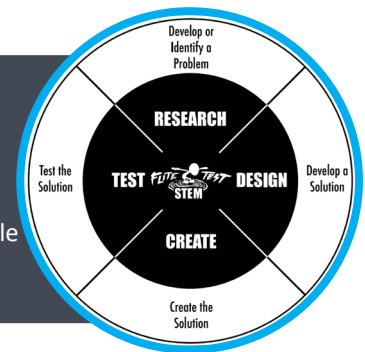 Develop or
Identify a
Problem
RESEARCH
Test the
Solution
TEST
FLITE TEST
STEM
DESIGN
Develop a
Solution
le
CREATE
Create the
Solution